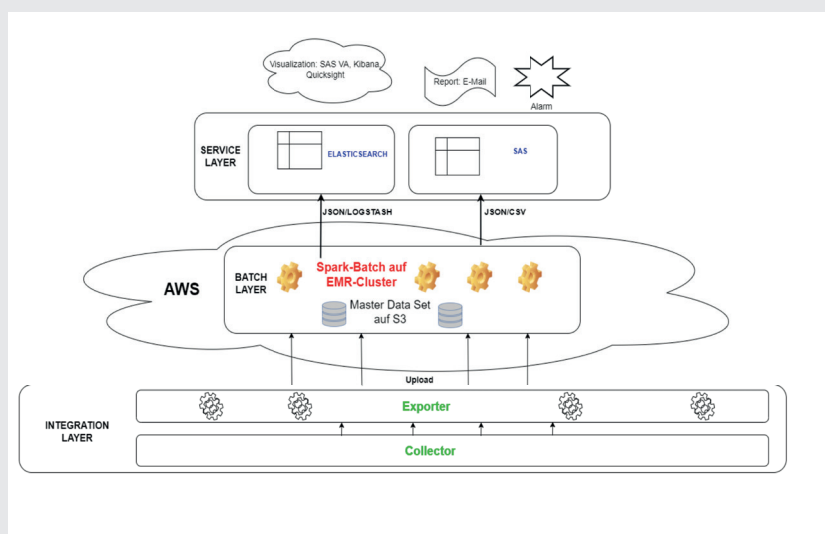 Visualization: SAS VA, Kibana,
Quicksight
Report: E-Mail
Alarm
SERVICE
LAYER
ELASTICSEARCH
SAS
JSON/LOGSTASH
JSON/CSV
AWS
BATCH
LAYER
Spark-Batch auf
EMR-Cluster
Master Data Set
auf S3
Upload
INTEGRATION
LAYER
Exporter
Collector